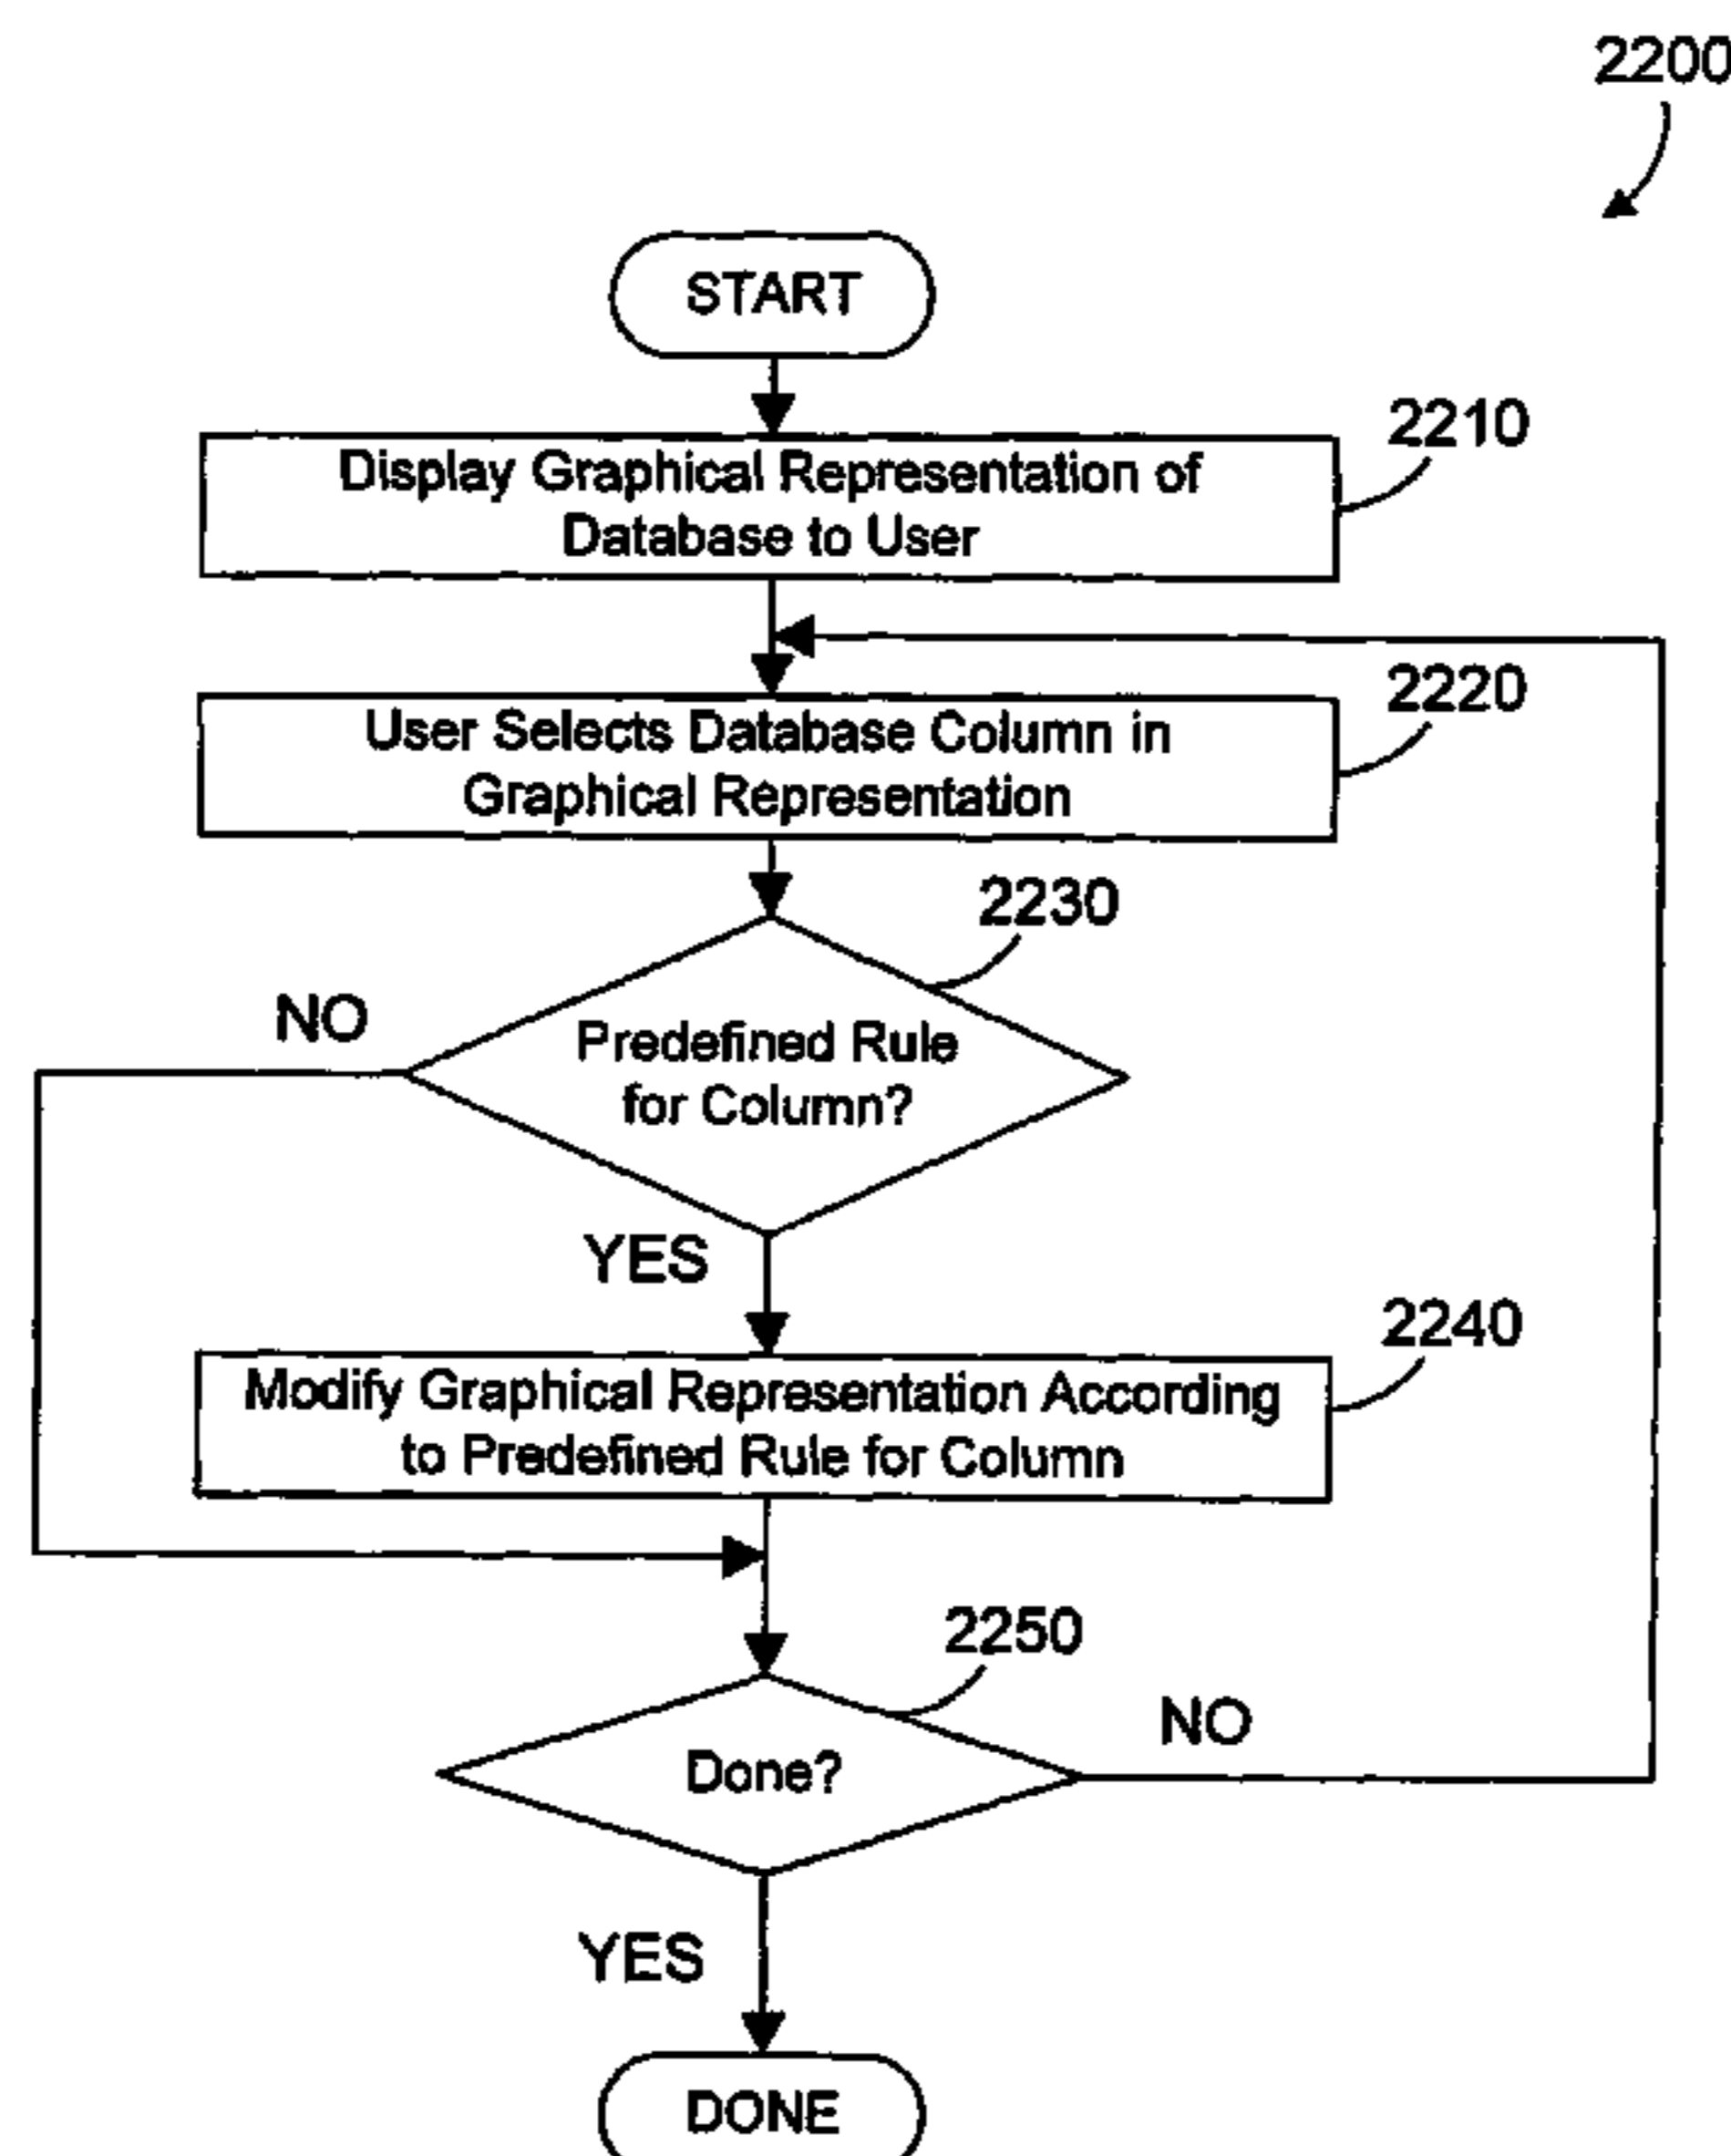 2200
START
2210
Display Graphical Representation of
Database to User
2220
User Selects Database Column in
Graphical Representation
2230
NO
Predefined Rule
for Column?
YES
2240
Modify Graphical Representation According
to Predefined Rule for Column
2250
NO
Done?
YES
DONE